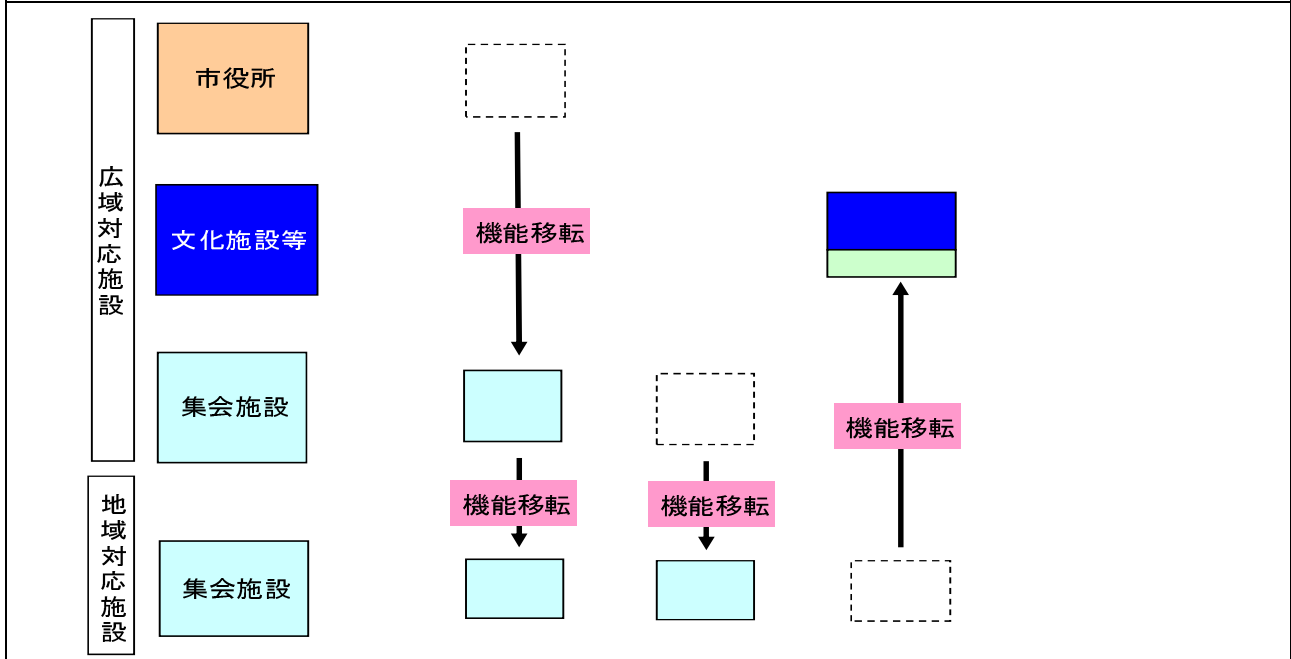 広域対応施設
市役所
文化施設等
機能移転
集会施設
機能移転
地域対応施設
機能移転
機能移転
集会施設